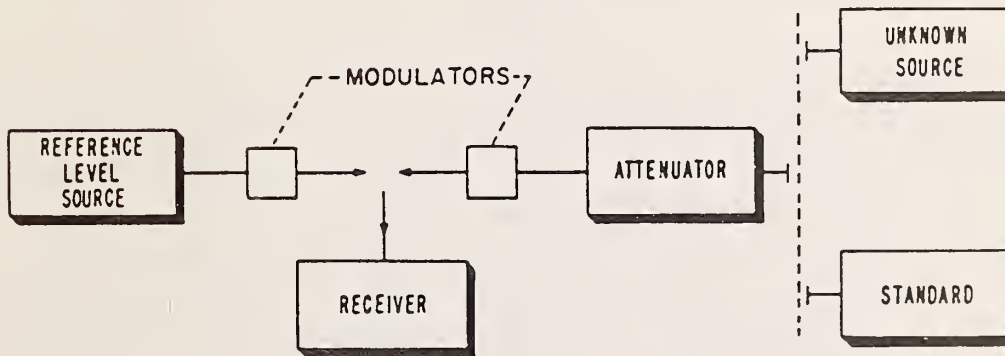 UNKNOWN
SOURCE
MODULATORS
REFERENCE
LEVEL
SOURCE
ATTENUATOR
RECEIVER
STANDARD